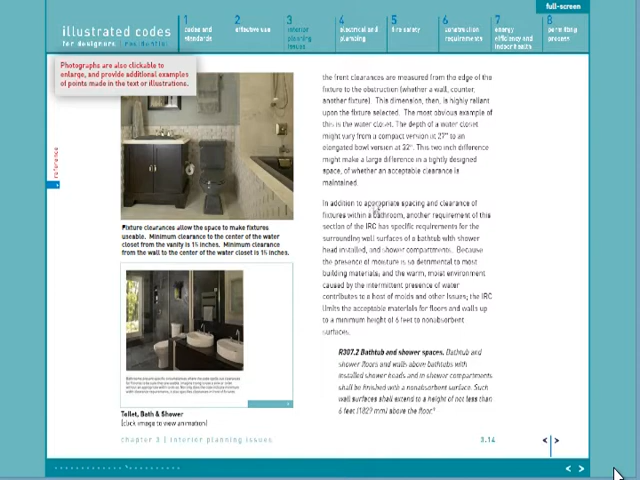 full-screen
illustrated codes
for designers | residential
1 codes and standards
2 effective use
3 interior planning issues
4 electrical and plumbing
5 fire safety
6 construction requirements
7 energy efficiency and indoor health
8 permitting process
Photographs are also clickable to
enlarge, and provide additional examples
of points made in the text or illustrations.
reference
Fixture clearances allow the space to make fixtures
useable. Minimum clearance to the center of the water
closet from the vanity is 15 inches. Minimum clearance
from the wall to the center of the water closet is 15 inches.
Toilet, Bath & Shower
(click image to view animation)
the front clearances are measured from the edge of the
fixture to the obstruction (whether a wall, counter,
another fixture). This dimension, then, is highly reliant
upon the fixture selected. The most obvious example of
this is the water closet. The depth of a water closet
might vary from a compact version at 27" to an
elongated bowl version at 32". This two inch difference
might make a large difference in a tightly designed
space, of whether an acceptable clearance is
maintained.
In addition to appropriate spacing and clearance of
fixtures within a bathroom, another requirement of this
section of the IRC has specific requirements for the
surrounding wall surfaces of a bathtub with shower
head installed, and shower compartments. Because
the presence of moisture is so detrimental to most
building materials; and the warm, moist environment
caused by the intermittent presence of water
contributes to a host of molds and other issues; the IRC
limits the acceptable materials for floors and walls up
to a minimum height of 6 feet to nonabsorbent
surfaces.
R307.2 Bathtub and shower spaces. Bathtub and
shower floors and walls above bathtubs with
installed shower heads and in shower compartments
shall be finished with a nonabsorbent surface. Such
wall surfaces shall extend to a height of not less than
6 feet (1829 mm) above the floor.
chapter 3 | interior planning issues
3.14